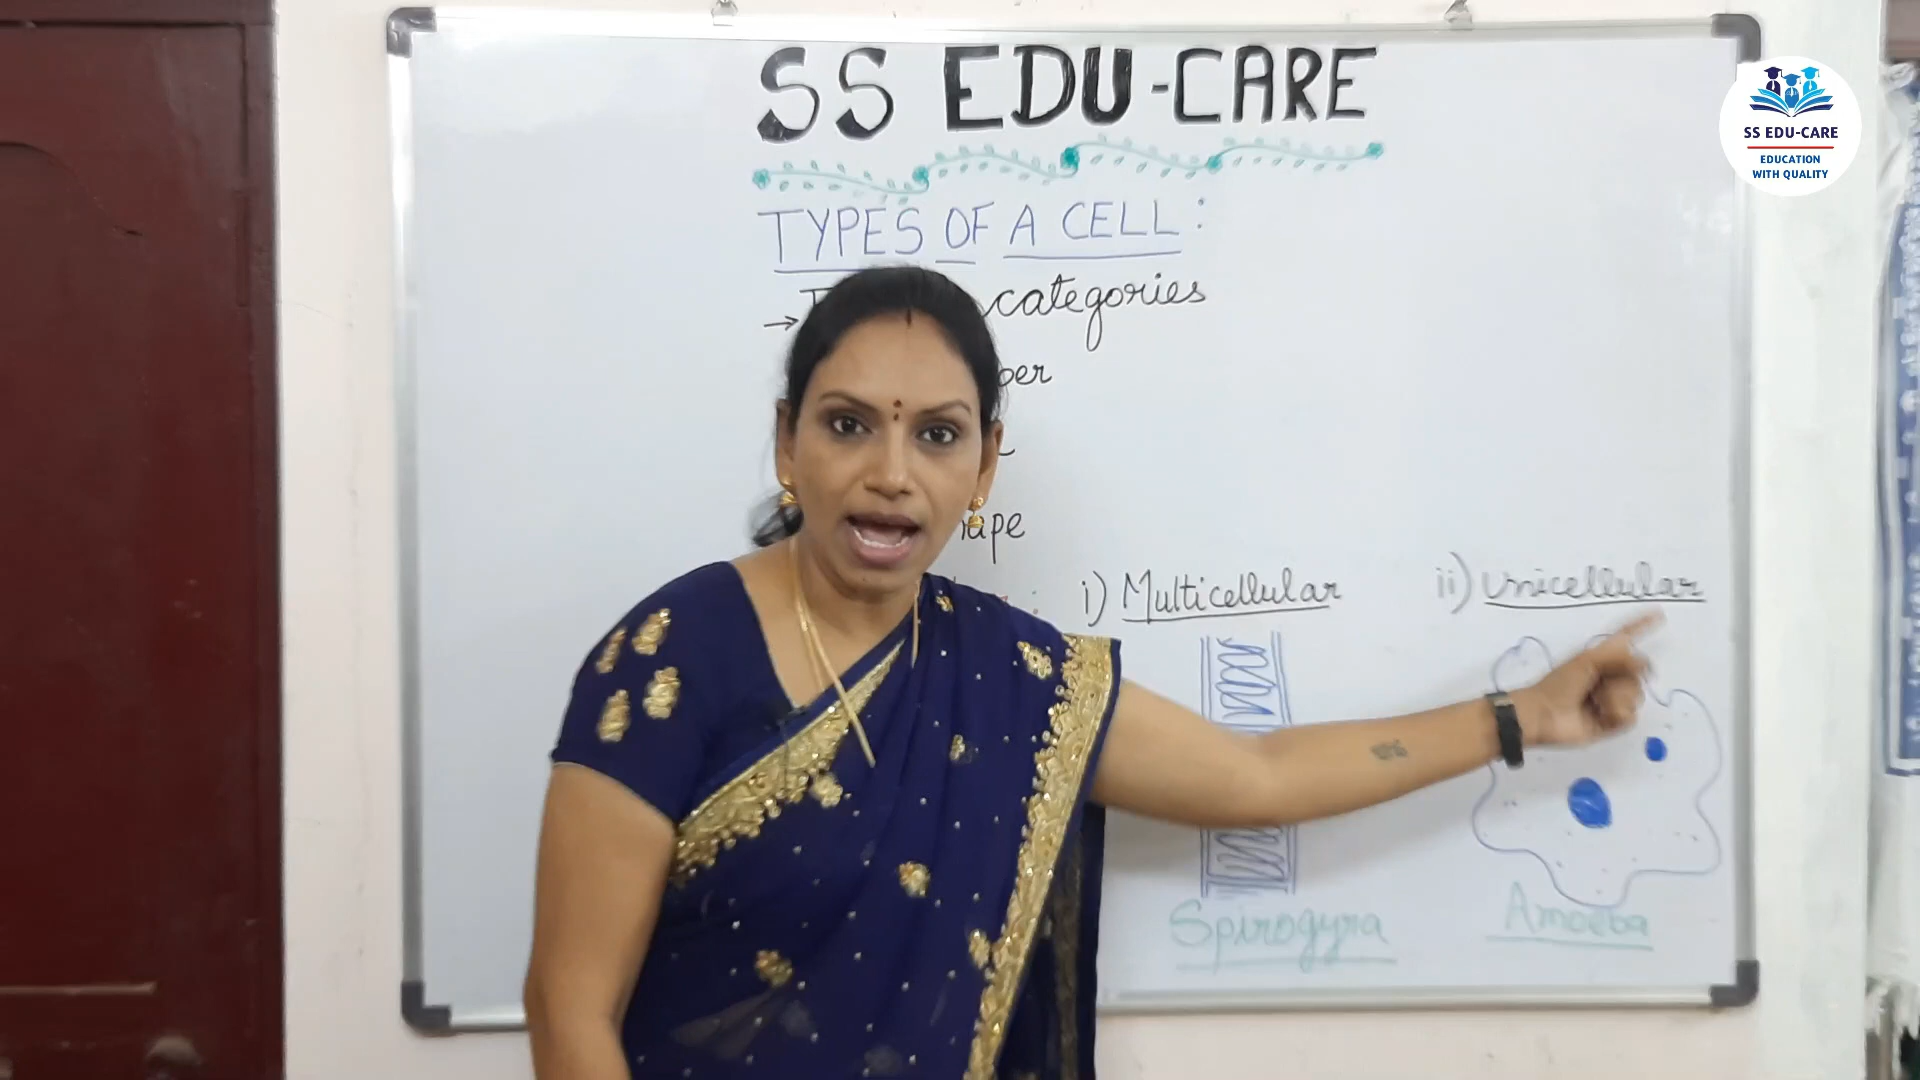 SS EDU-CARE
SS EDU-CARE
EDUCATION
WITH QUALITY
TYPES OF A CELL :
→ categories
i) Multicellular
ii) Unicellular
Spirogyra
Amoeba